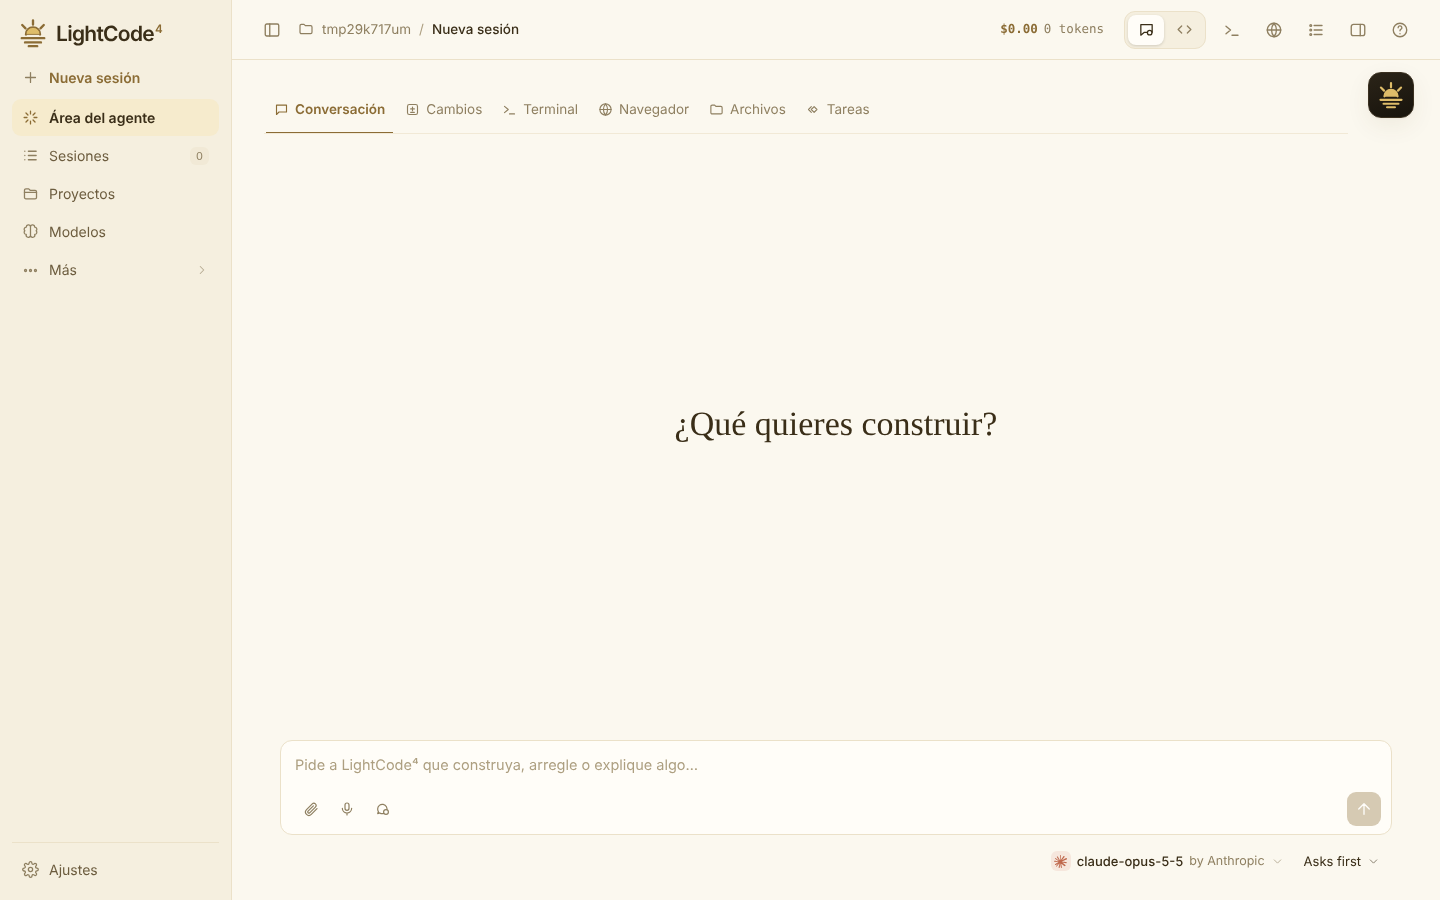 LightCode⁴
Nueva sesión
Área del agente
Sesiones 0
Proyectos
Modelos
Más
Ajustes
tmp29k717um / Nueva sesión
$0.00 0 tokens
Conversación Cambios Terminal Navegador Archivos Tareas
¿Qué quieres construir?
Pide a LightCode⁴ que construya, arregle o explique algo...
claude-opus-5-5 by Anthropic Asks first